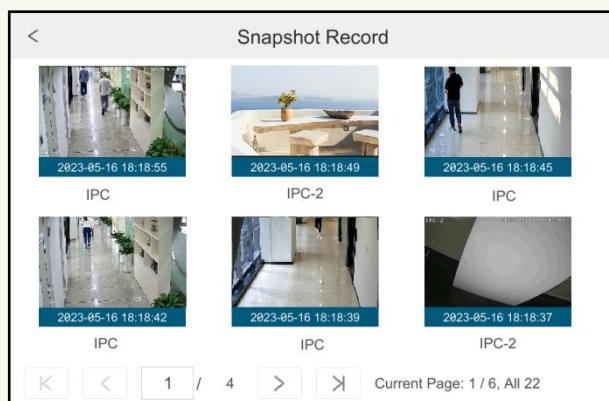 Snapshot Record
2023-05-16 18:18:55
2023-05-16 18:18:49
2023-05-16 18:18:45
IPC
IPC-2
IPC
IPC-2
2023-05-16 18:18:42
2023-05-16 18:18:39
2023-05-16 18:18:37
IPC
IPC
IPC-2
1 / 4 Current Page: 1 / 6, All 22